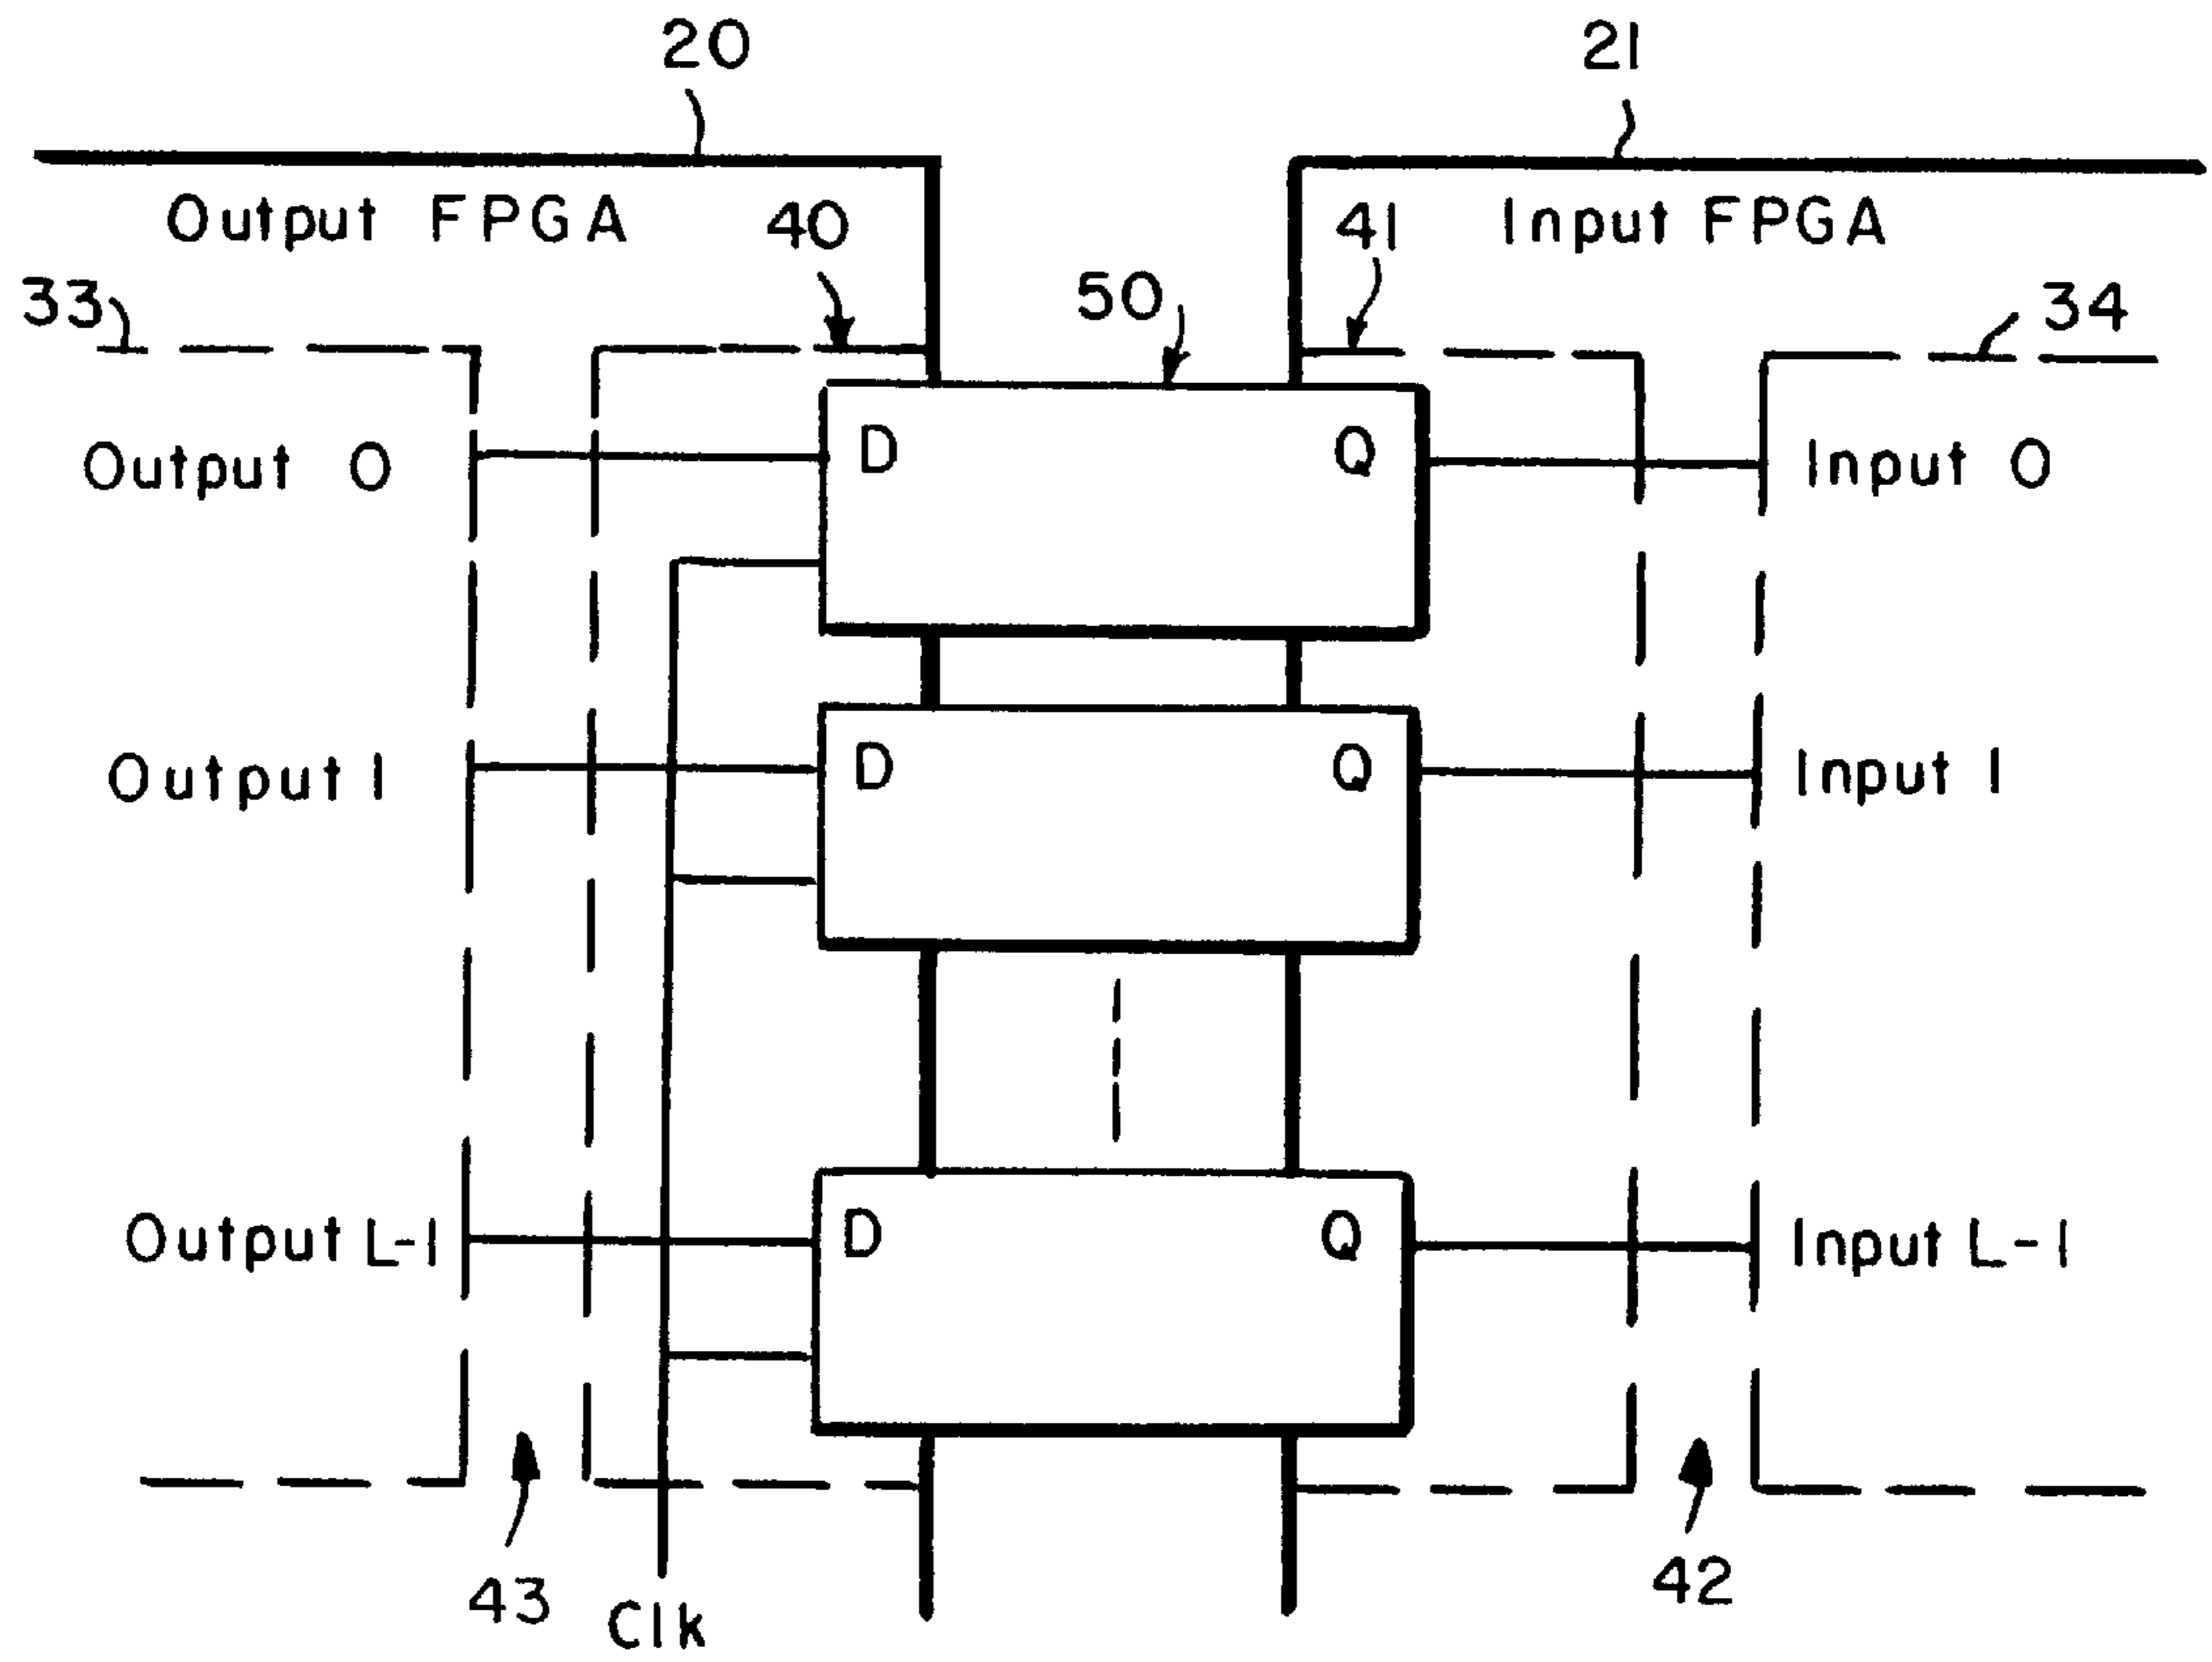 20
21
Output FPGA
40
41
Input FPGA
33
50
34
Output 0
D
Q
Input 0
Output 1
D
Q
Input 1
Output L-1
D
Q
Input L-1
43
Clk
42